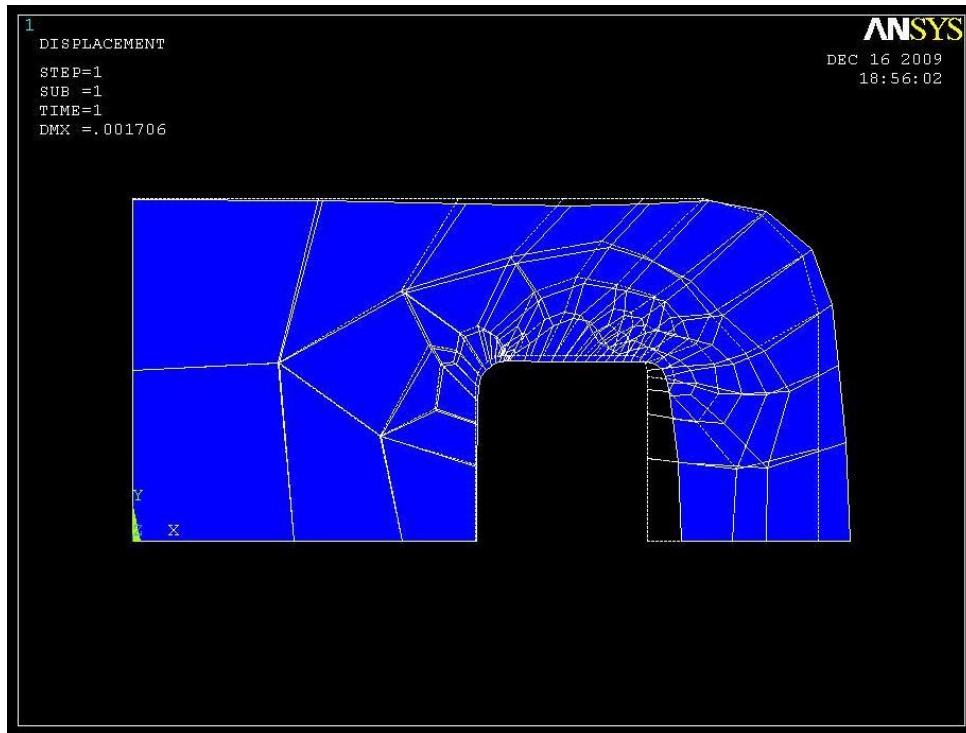 1
ANSYS
DISPLACEMENT
DEC 16 2009
STEP=1
18:56:02
SUB =1
TIME=1
DMX =.001706
Y
X